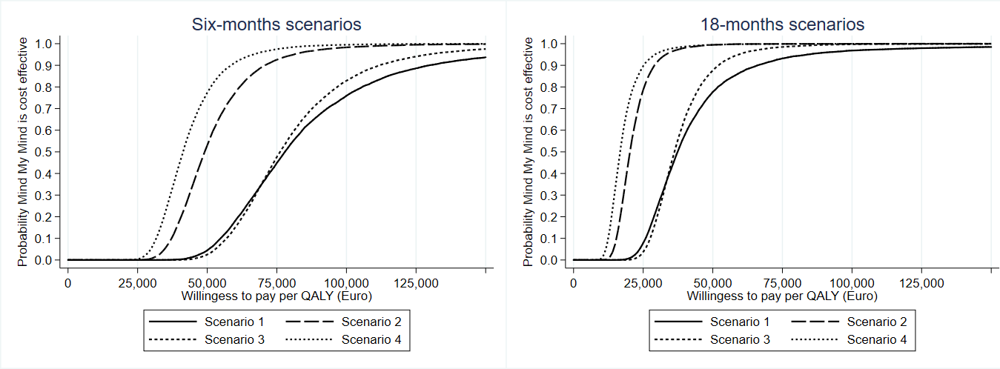 Six-months scenarios
Probability Mind My Mind is cost effective
1.0
0.9
0.8
0.7
0.6
0.5
0.4
0.3
0.2
0.1
0.0
0 25,000 50,000 75,000 100,000 125,000
Willingess to pay per QALY (Euro)
Scenario 1 Scenario 2
Scenario 3 Scenario 4
18-months scenarios
Probability Mind My Mind is cost effective
1.0
0.9
0.8
0.7
0.6
0.5
0.4
0.3
0.2
0.1
0.0
0 25,000 50,000 75,000 100,000 125,000
Willingess to pay per QALY (Euro)
Scenario 1 Scenario 2
Scenario 3 Scenario 4